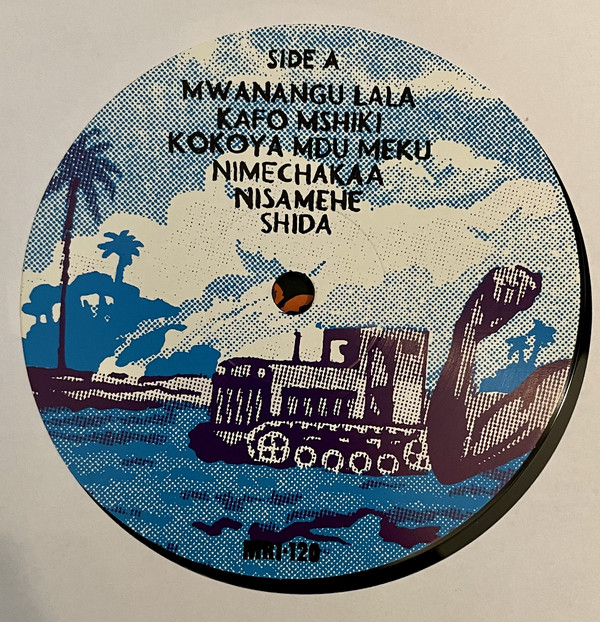 SIDE A
MWANANGU LALA
KAFO MSHIKI
KOKOYA MDU MEKU
NIMECHAKAA
NISAMEHE
SHIDA
MRI-120